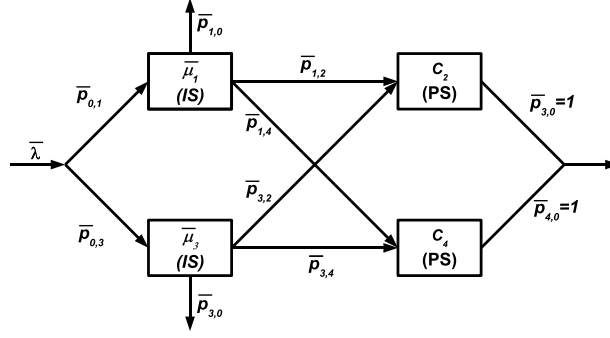 p̅1,0
μ̅1
(IS)
p̅1,2
C2
(PS)
p̅0,1
p̅1,4
p̅3,0=1
λ̅
p̅3,2
p̅0,3
p̅4,0=1
μ̅3
(IS)
C4
(PS)
p̅3,4
p̅3,0